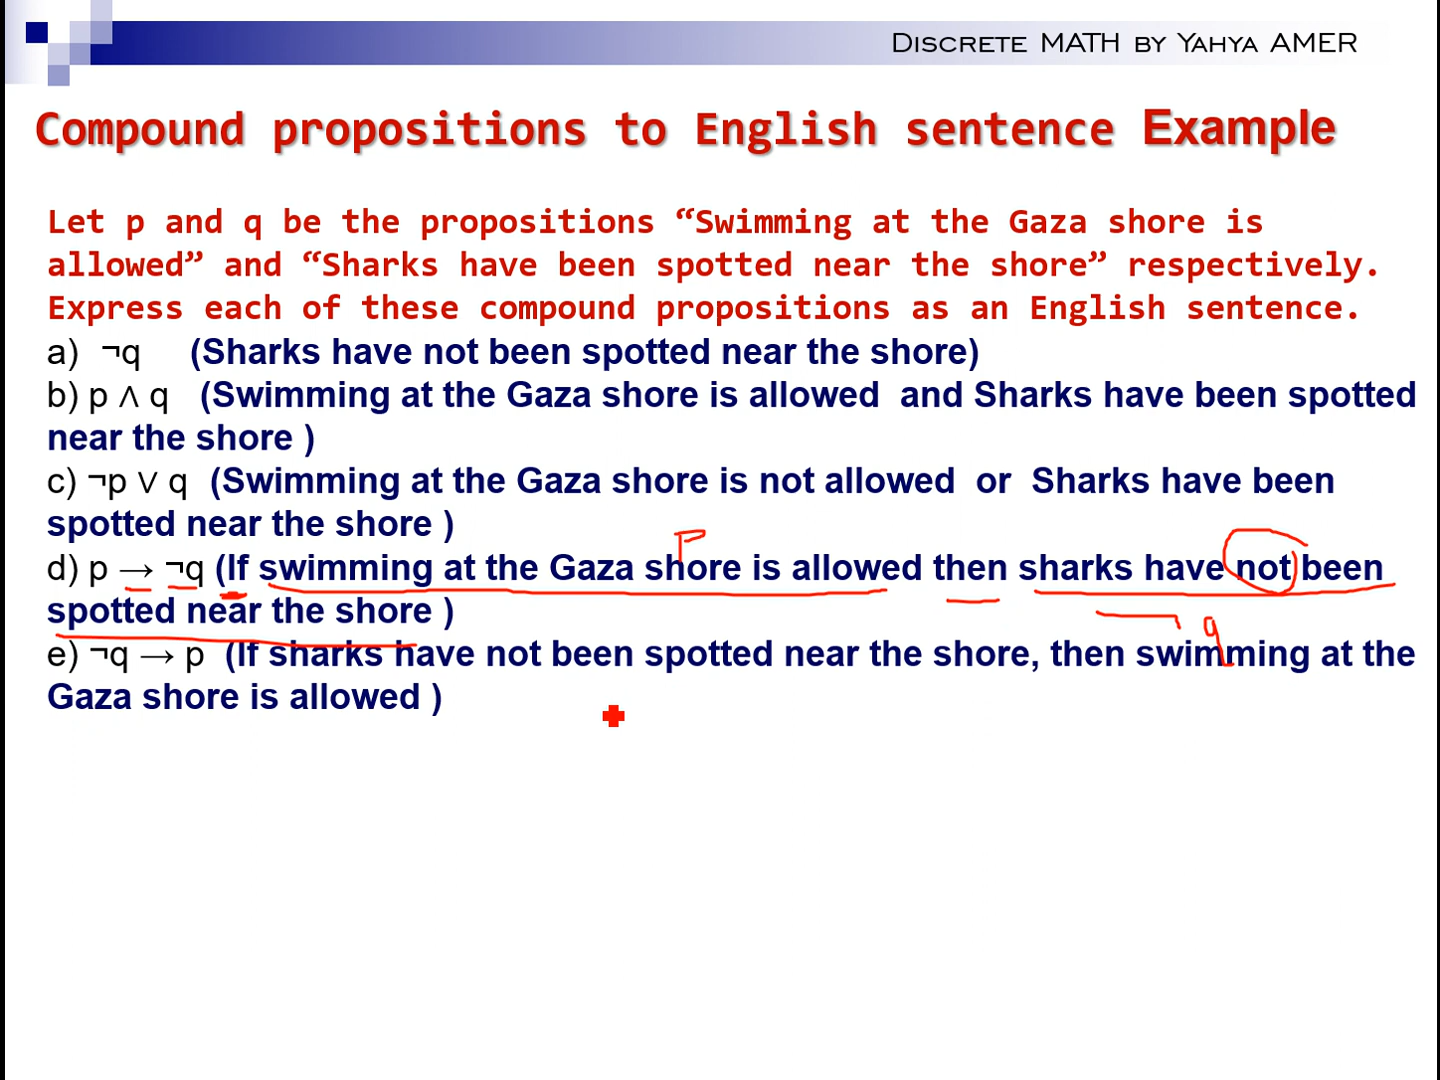 DISCRETE MATH BY YAHYA AMER
Compound propositions to English sentence Example
Let p and q be the propositions “Swimming at the Gaza shore is
allowed” and “Sharks have been spotted near the shore” respectively.
Express each of these compound propositions as an English sentence.
a) ¬q (Sharks have not been spotted near the shore)
b) p ∧ q (Swimming at the Gaza shore is allowed and Sharks have been spotted
near the shore )
c) ¬p ∨ q (Swimming at the Gaza shore is not allowed or Sharks have been
spotted near the shore )
P
d) p → ¬q (If swimming at the Gaza shore is allowed then sharks have not been
spotted near the shore )
¬ q
e) ¬q → p (If sharks have not been spotted near the shore, then swimming at the
Gaza shore is allowed )